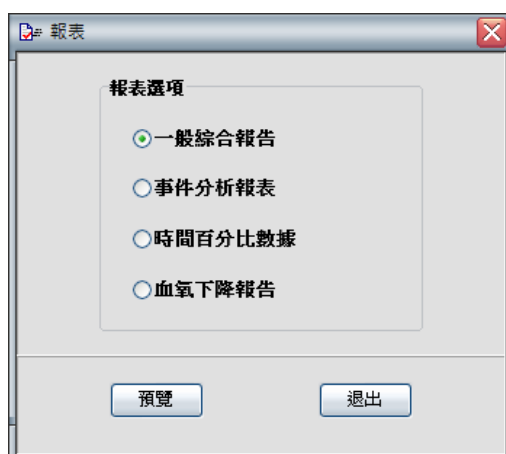 報表
報表選項
一般綜合報告
事件分析報表
時間百分比數據
血氧下降報告
預覽
退出